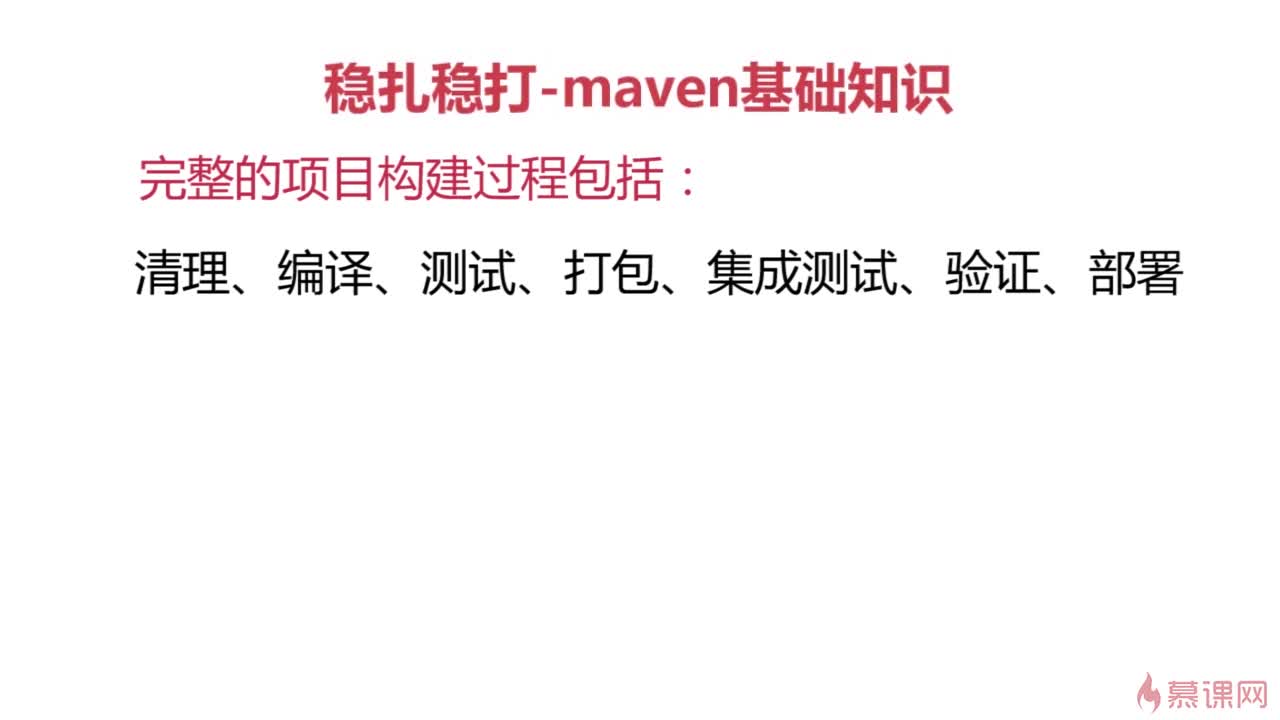 稳扎稳打-maven基础知识
完整的项目构建过程包括：
清理、编译、测试、打包、集成测试、验证、部署
慕课网